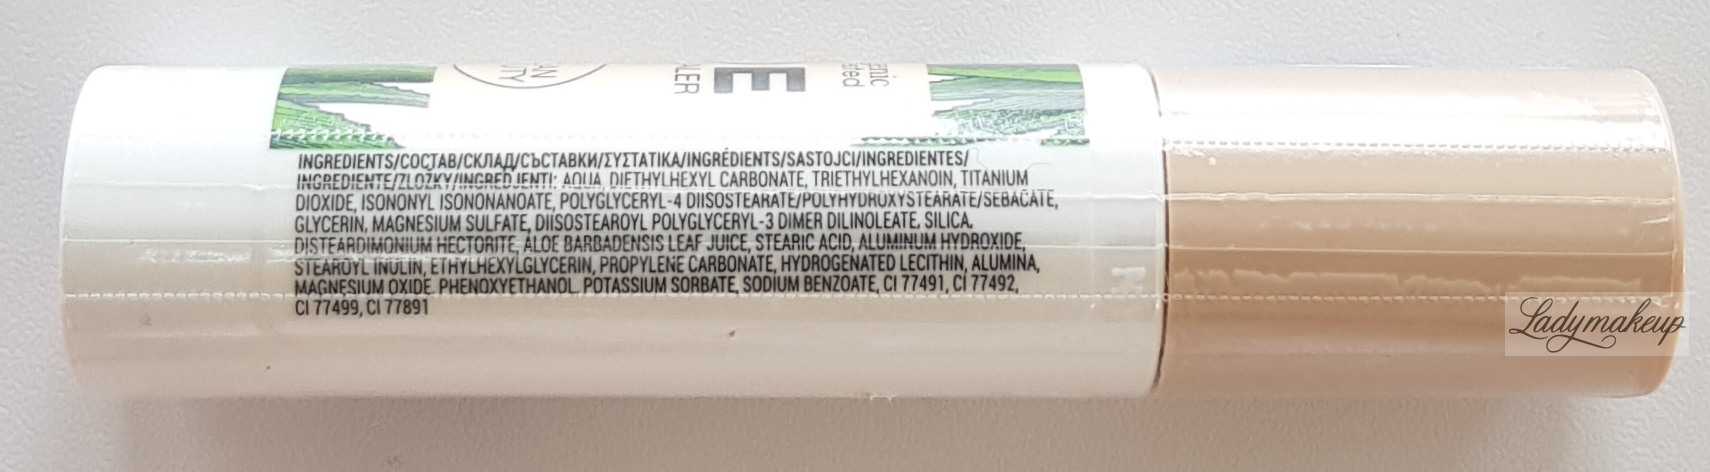 E
INGREDIENTS/СОСТАВ/СКЛАД/СЪСТАВКИ/ΣΥΣΤΑΤΙΚΑ/INGRÉDIENTS/SASTOJCI/INGREDIENTES/
INGREDIENTE/ZLOZKY/INGREDJENTI: AQUA, DIETHYLHEXYL CARBONATE, TRIETHYLHEXANOIN, TITANIUM
DIOXIDE, ISONONYL ISONONANOATE, POLYGLYCERYL-4 DIISOSTEARATE/POLYHYDROXYSTEARATE/SEBACATE,
GLYCERIN, MAGNESIUM SULFATE, DIISOSTEAROYL POLYGLYCERYL-3 DIMER DILINOLEATE, SILICA,
DISTEARDIMONIUM HECTORITE, ALOE BARBADENSIS LEAF JUICE, STEARIC ACID, ALUMINUM HYDROXIDE,
STEAROYL INULIN, ETHYLHEXYLGLYCERIN, PROPYLENE CARBONATE, HYDROGENATED LECITHIN, ALUMINA,
MAGNESIUM OXIDE, PHENOXYETHANOL, POTASSIUM SORBATE, SODIUM BENZOATE, CI 77491, CI 77492,
CI 77499, CI 77891
Ladymakeup